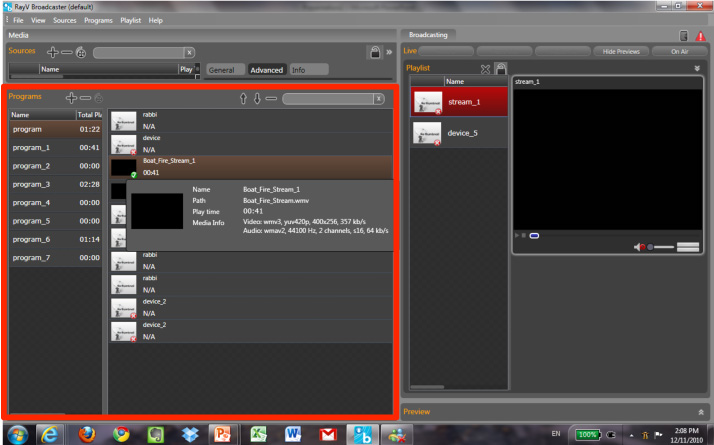 RayV Broadcaster (default)
File View Sources Programs Playlist Help
Media
Sources
x
Name Play
General Advanced Info
Programs
x
Name Total Pla
program 01:22
program_1 00:41
program_2 00:00
program_3 02:28
program_4 00:00
program_5 00:00
program_6 01:14
program_7 00:00
rabbi
N/A
device
N/A
Boat_Fire_Stream_1
00:41
Name Boat_Fire_Stream_1
Path Boat_Fire_Stream.wmv
Play time 00:41
Media Info Video: wmv3, yuv420p, 400x256, 357 kb/s
Audio: wmav2, 44100 Hz, 2 channels, s16, 64 kb/s
rabbi
N/A
rabbi
N/A
device_2
N/A
device_2
N/A
Broadcasting
Live Hide Previews On Air
Playlist
Name
stream_1
device_5
stream_1
Preview
EN 100% 2:08 PM
12/11/2010